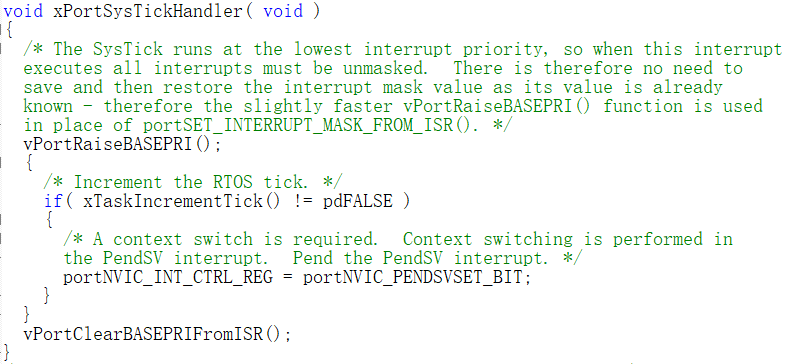 void xPortSysTickHandler( void )
{
/* The SysTick runs at the lowest interrupt priority, so when this interrupt
executes all interrupts must be unmasked.  There is therefore no need to
save and then restore the interrupt mask value as its value is already
known - therefore the slightly faster vPortRaiseBASEPRI() function is used
in place of portSET_INTERRUPT_MASK_FROM_ISR(). */
vPortRaiseBASEPRI();
{
/* Increment the RTOS tick. */
if( xTaskIncrementTick() != pdFALSE )
{
/* A context switch is required.  Context switching is performed in
the PendSV interrupt.  Pend the PendSV interrupt. */
portNVIC_INT_CTRL_REG = portNVIC_PENDSVSET_BIT;
}
}
vPortClearBASEPRIFromISR();
}